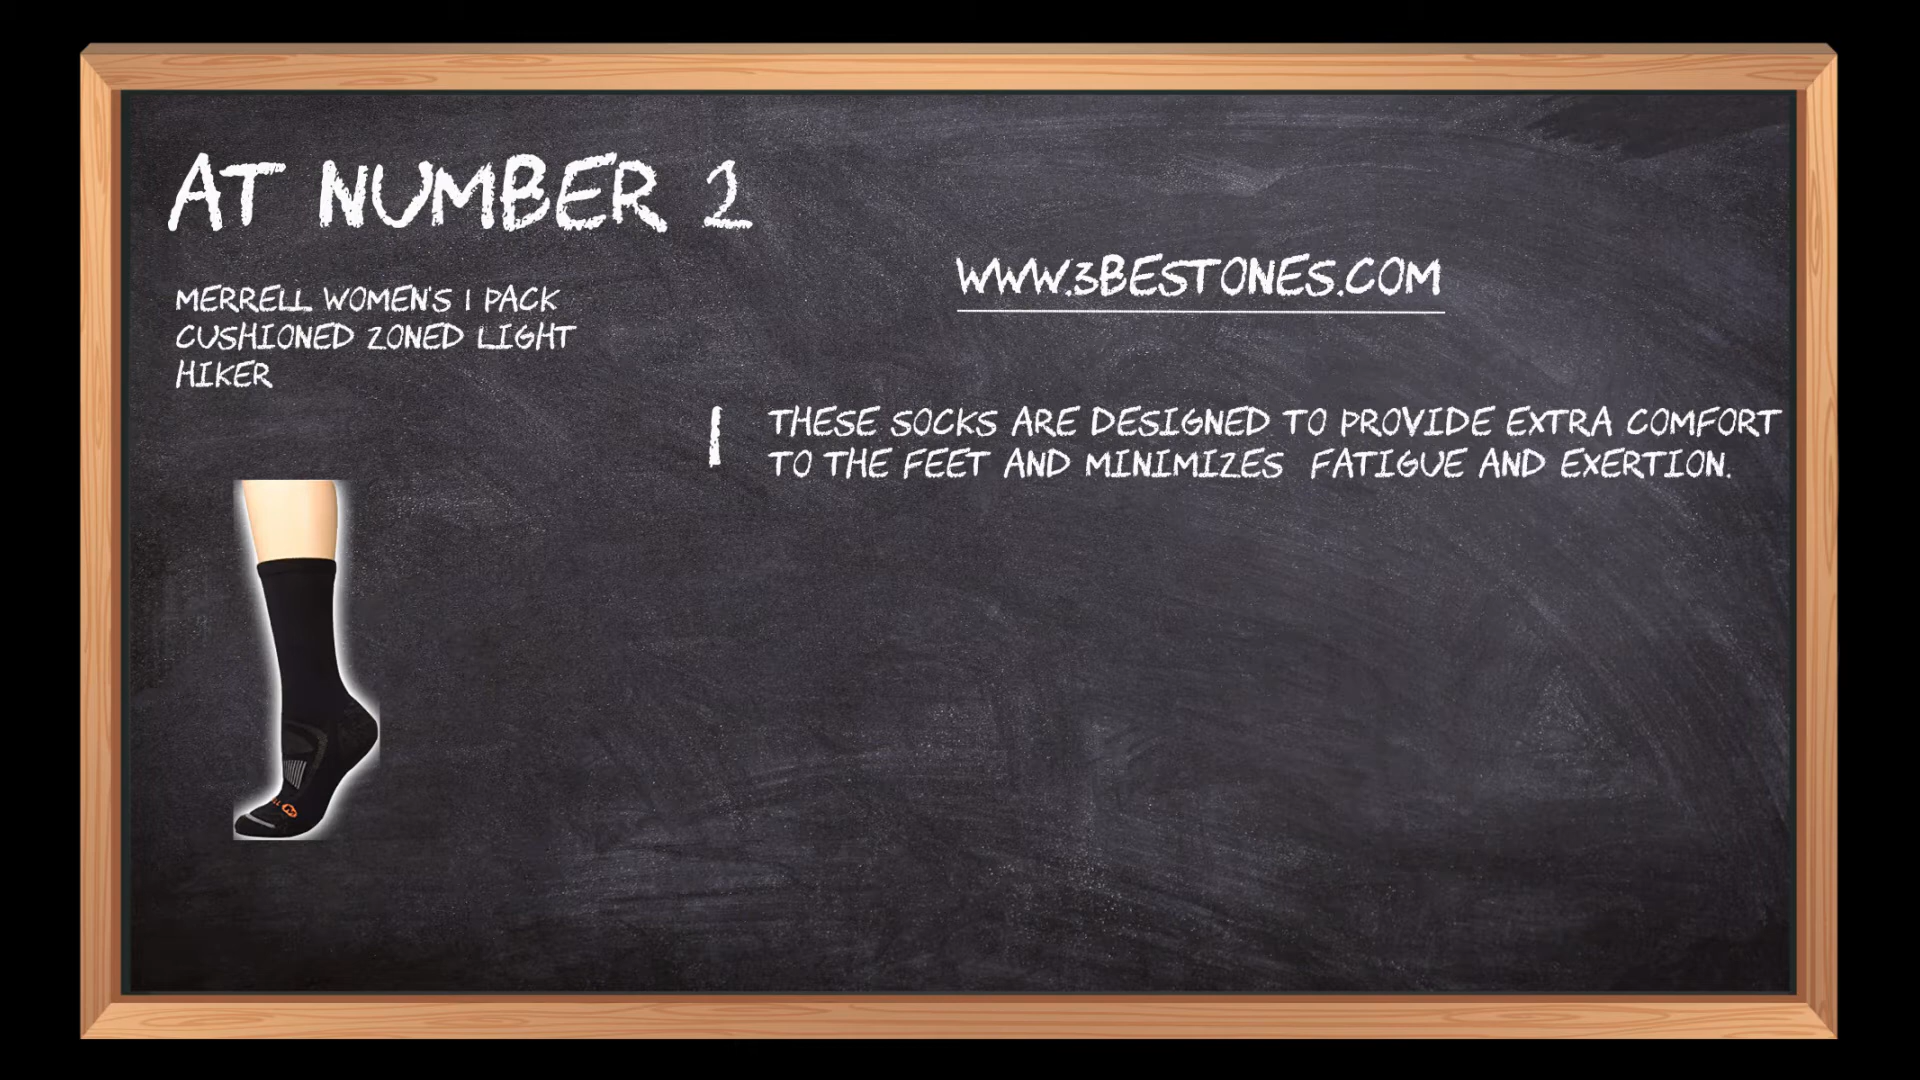 AT NUMBER 2
MERRELL WOMEN'S 1 PACK
CUSHIONED ZONED LIGHT
HIKER
WWW.3BESTONES.COM
1
THESE SOCKS ARE DESIGNED TO PROVIDE EXTRA COMFORT
TO THE FEET AND MINIMIZES FATIGUE AND EXERTION.